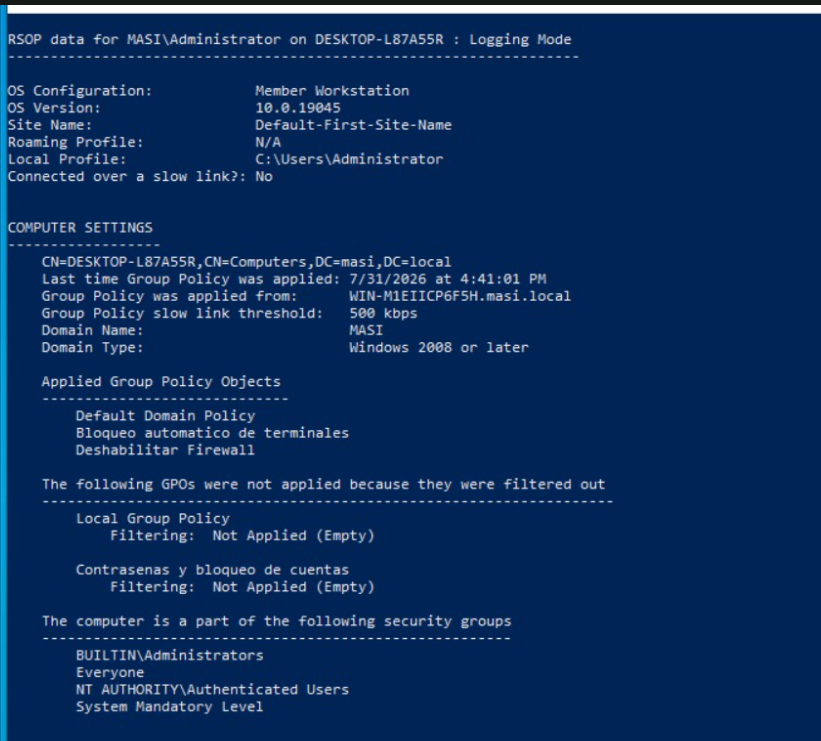 RSOP data for MASI\Administrator on DESKTOP-L87A55R : Logging Mode
------------------------------------------------------------------
OS Configuration: Member Workstation
OS Version: 10.0.19045
Site Name: Default-First-Site-Name
Roaming Profile: N/A
Local Profile: C:\Users\Administrator
Connected over a slow link?: No
COMPUTER SETTINGS
------------------
CN=DESKTOP-L87A55R,CN=Computers,DC=masi,DC=local
Last time Group Policy was applied: 7/31/2026 at 4:41:01 PM
Group Policy was applied from: WIN-M1EIICP6F5H.masi.local
Group Policy slow link threshold: 500 kbps
Domain Name: MASI
Domain Type: Windows 2008 or later
Applied Group Policy Objects
-----------------------------
Default Domain Policy
Bloqueo automatico de terminales
Deshabilitar Firewall
The following GPOs were not applied because they were filtered out
-------------------------------------------------------------------
Local Group Policy
Filtering: Not Applied (Empty)
Contrasenas y bloqueo de cuentas
Filtering: Not Applied (Empty)
The computer is a part of the following security groups
-------------------------------------------------------
BUILTIN\Administrators
Everyone
NT AUTHORITY\Authenticated Users
System Mandatory Level